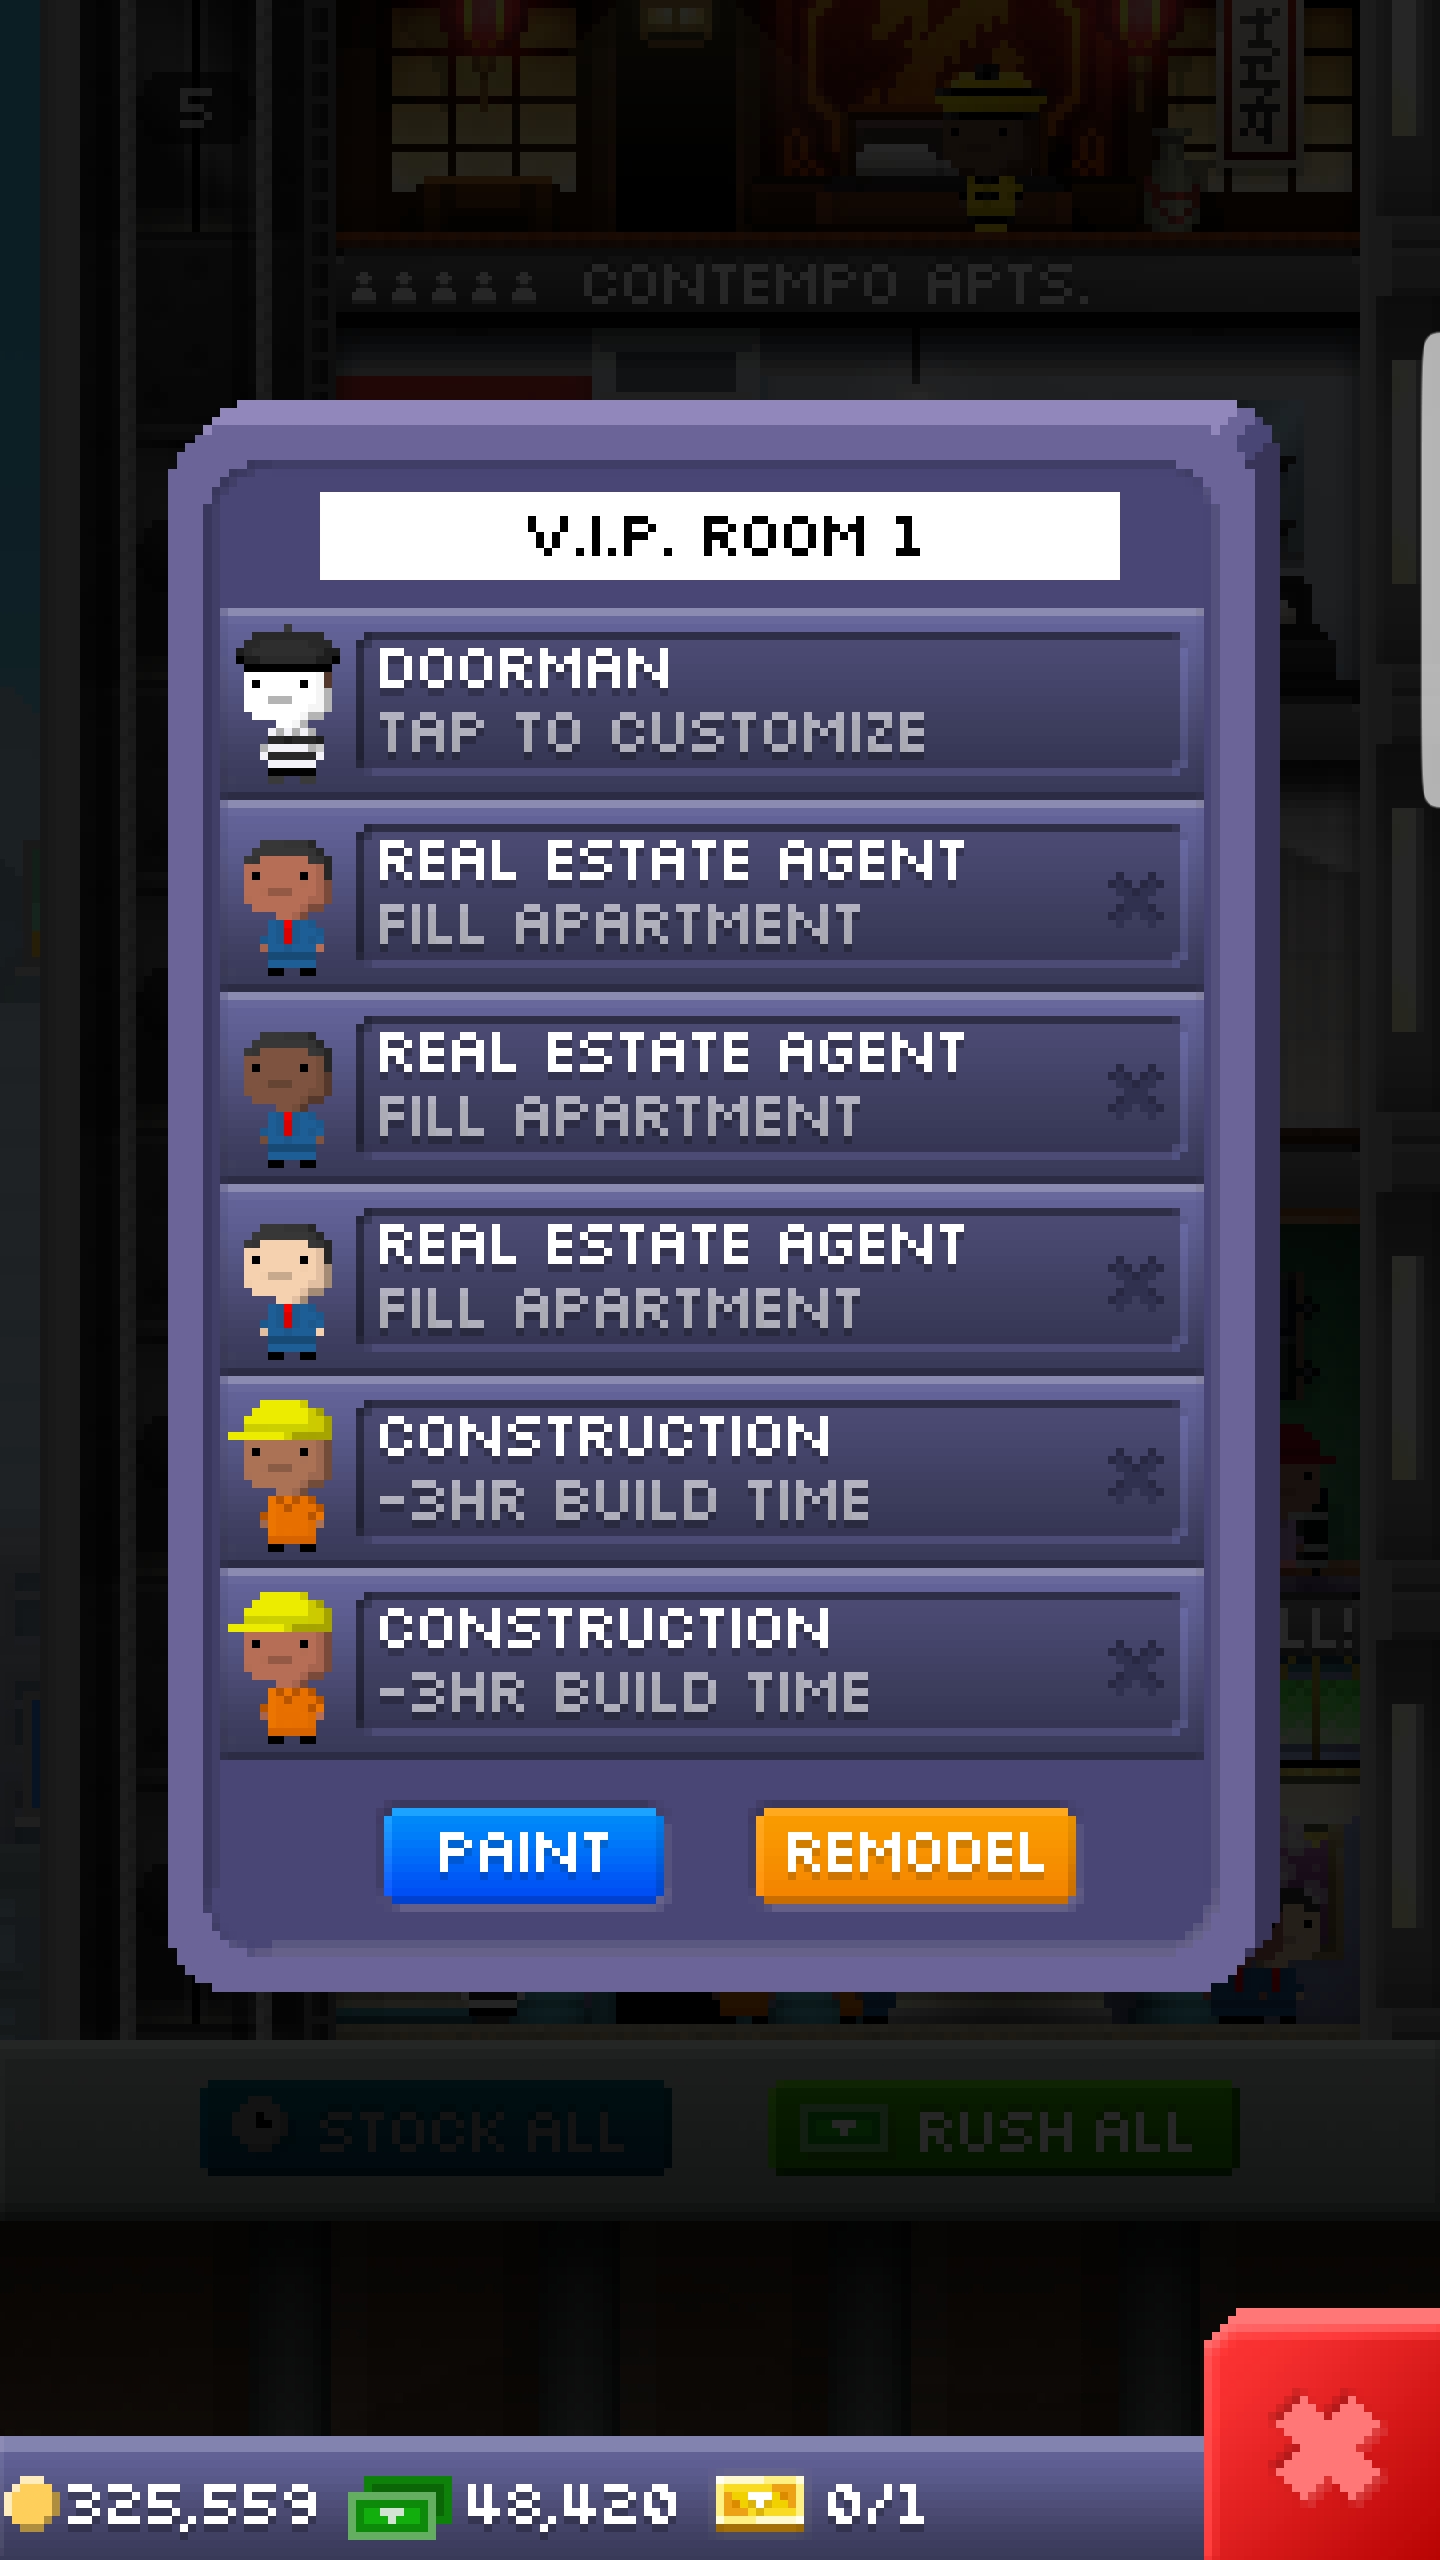 5
CONTEMPO APTS.
V.I.P. ROOM 1
DOORMAN
TAP TO CUSTOMIZE
REAL ESTATE AGENT
FILL APARTMENT
REAL ESTATE AGENT
FILL APARTMENT
REAL ESTATE AGENT
FILL APARTMENT
CONSTRUCTION
-3HR BUILD TIME
CONSTRUCTION
-3HR BUILD TIME
PAINT
REMODEL
STOCK ALL
RUSH ALL
325,559
48,420
0/1